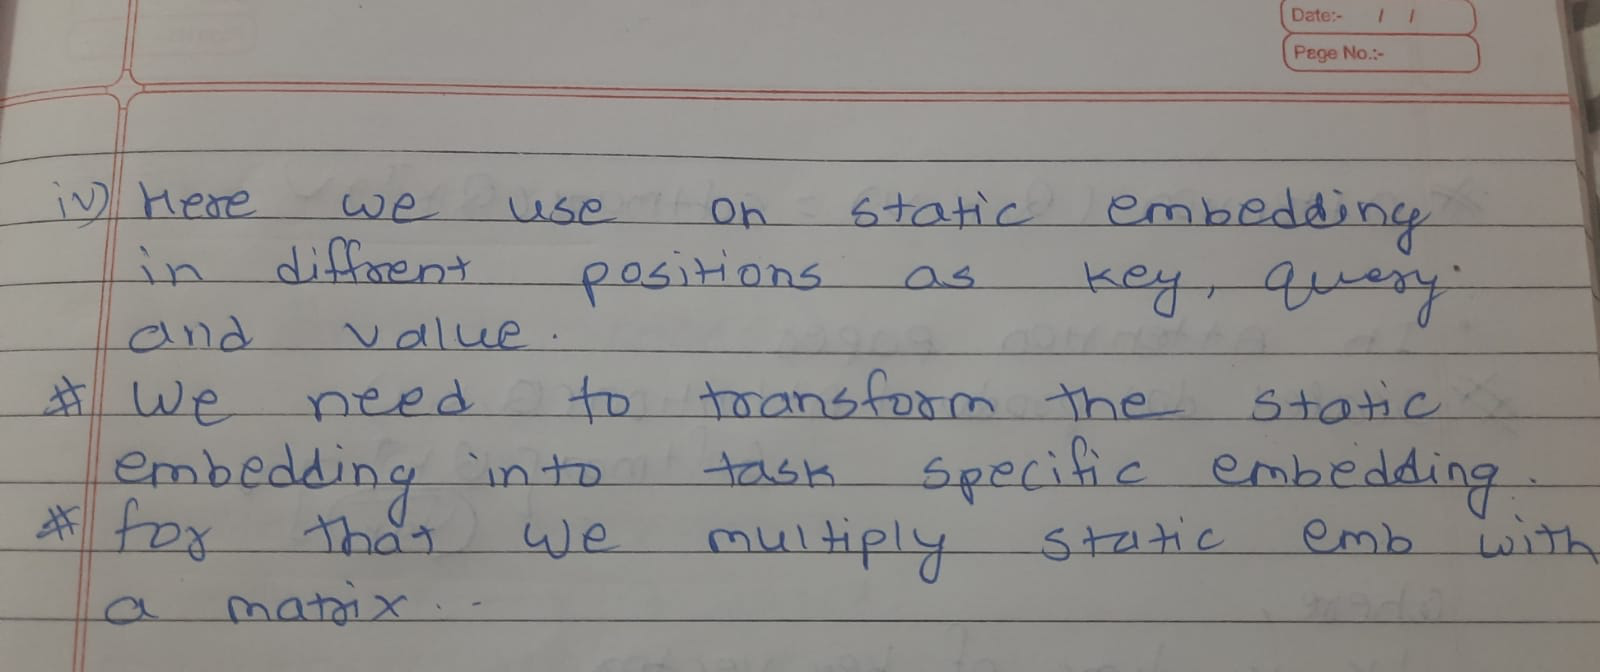 Date:- / /
Page No.:-
iv) Here we use on static embedding
in diffrent positions as key, query
and value.
# We need to transform the static
embedding into task specific embedding.
# for that we multiply static emb with
a matrix..-